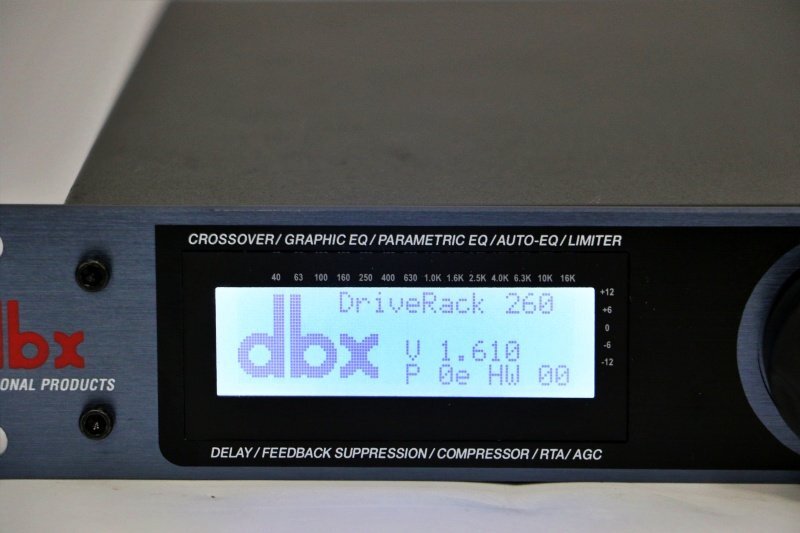 CROSSOVER / GRAPHIC EQ / PARAMETRIC EQ / AUTO-EQ / LIMITER
40 63 100 160 250 400 630 1.0K 1.6K 2.5K 4.0K 6.3K 10K 16K
+12
+6
0
-6
-12
DriveRack 260
dbx
V 1.610
P 0e HW 00
dbx
ONAL PRODUCTS
DELAY / FEEDBACK SUPPRESSION / COMPRESSOR / RTA / AGC